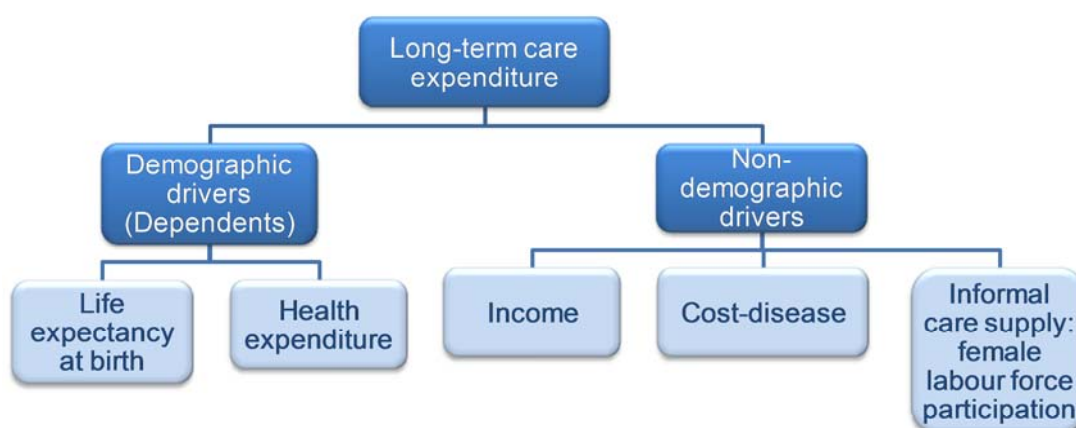 Long-term care
expenditure
Demographic
drivers
(Dependents)
Non-
demographic
drivers
Life
expectancy
at birth
Health
expenditure
Income
Cost-disease
Informal
care supply:
female
labour force
participation